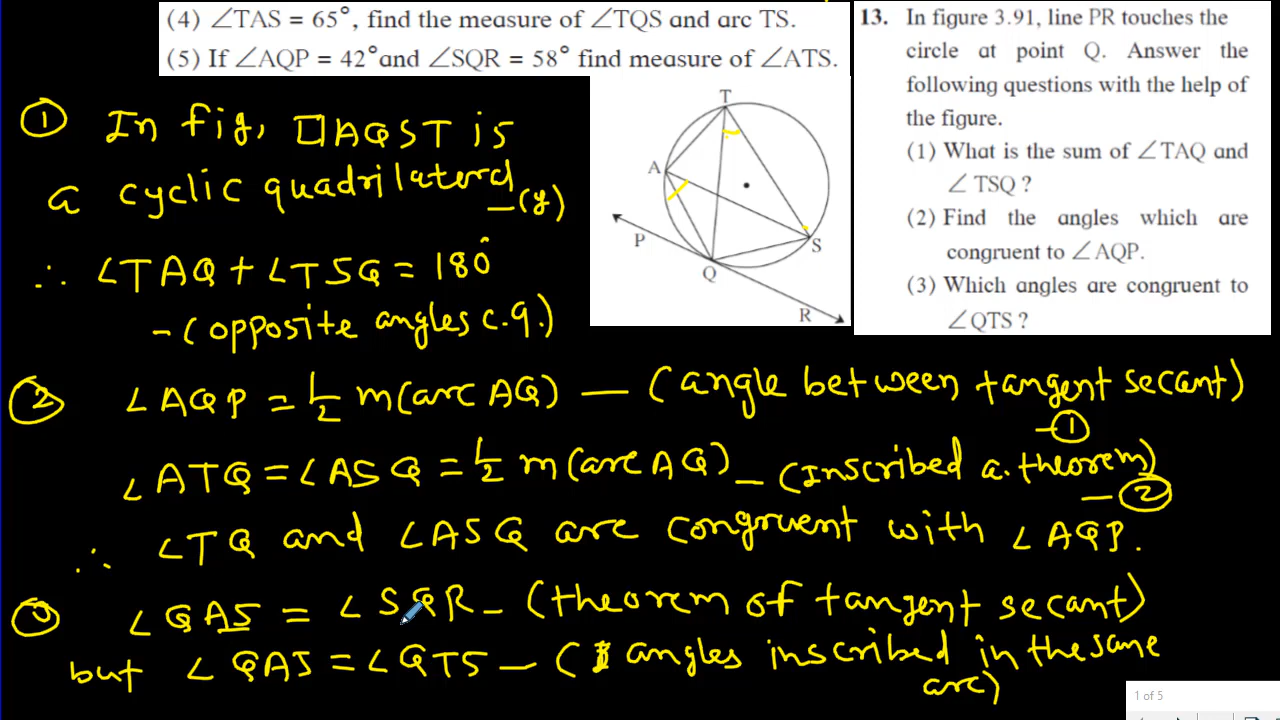 (4) ∠TAS = 65°, find the measure of ∠TQS and arc TS.
(5) If ∠AQP = 42°and ∠SQR = 58° find measure of ∠ATS.
13. In figure 3.91, line PR touches the
circle at point Q. Answer the
following questions with the help of
the figure.
(1) What is the sum of ∠TAQ and
∠ TSQ ?
(2) Find the angles which are
congruent to ∠AQP.
(3) Which angles are congruent to
∠QTS ?
T
A
S
P
Q
R
① In fig, □AQST is
a cyclic quadrilateral
∴ ∠TAQ + ∠TSQ = 180°
- (opposite angles c.q.)
② ∠AQP = 1/2 m(arc AQ) — (angle between tangent secant)
- ①
∠ATQ = ∠ASQ = 1/2 m(arc AQ) — (Inscribed a. theorem)
- ②
∴ ∠TQ and ∠ASQ are congruent with ∠AQP.
∠QAS = ∠SQR - (theorem of tangent secant)
but ∠QAS = ∠QTS - ( angles inscribed in the same
arc)
1 of 5